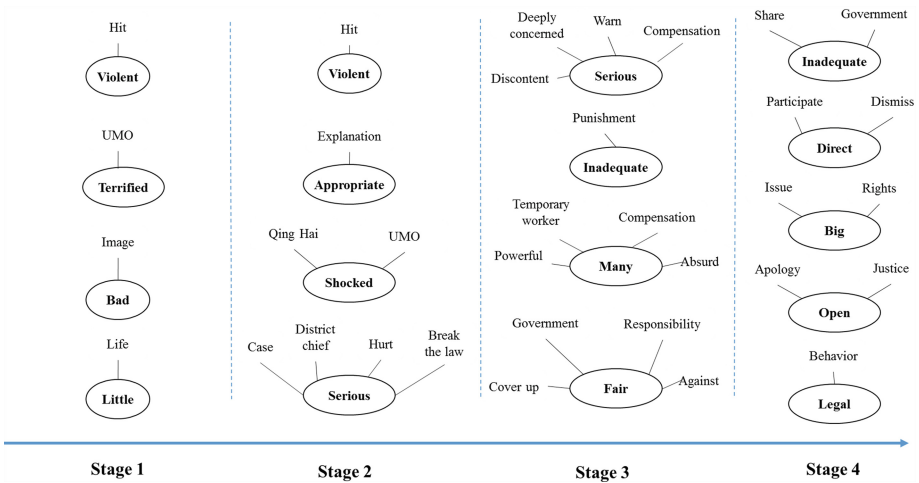 Hit
Violent
UMO
Terrified
Image
Bad
Life
Little
Hit
Violent
Explanation
Appropriate
Qing Hai
UMO
Shocked
Case
District
chief
Hurt
Break
the law
Serious
Deeply
concerned
Warn
Compensation
Discontent
Serious
Punishment
Inadequate
Temporary
worker
Compensation
Powerful
Absurd
Many
Government
Responsibility
Cover up
Against
Fair
Share
Government
Inadequate
Participate
Dismiss
Direct
Issue
Rights
Big
Apology
Justice
Open
Behavior
Legal
Stage 1
Stage 2
Stage 3
Stage 4